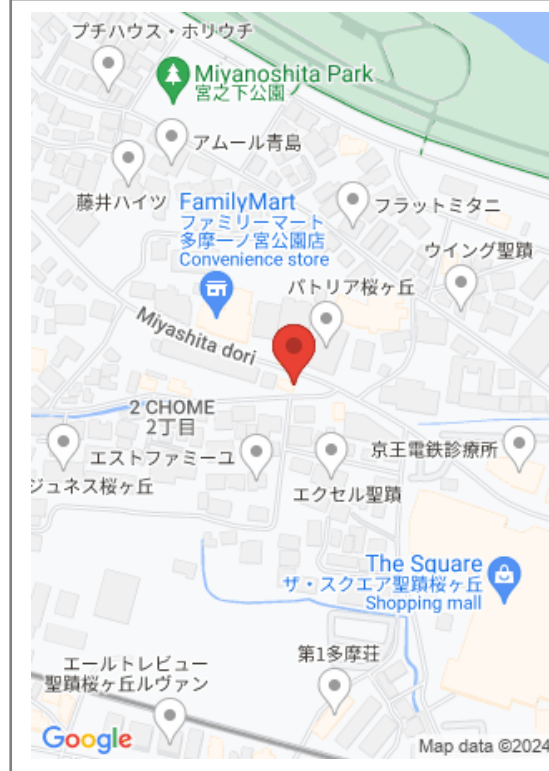 プチハウス・ホリウチ
Miyanoshita Park
宮之下公園
アムール青島
藤井ハイツ
FamilyMart
ファミリーマート
多摩一ノ宮公園店
Convenience store
フラットミタニ
ウイング聖蹟
パトリア桜ヶ丘
Miyashita dori
2 CHOME
2丁目
エストファミーユ
京王電鉄診療所
ジュネス桜ヶ丘
エクセル聖蹟
The Square
ザ・スクエア聖蹟桜ヶ丘
Shopping mall
第1多摩荘
エールトレビュー
聖蹟桜ヶ丘ルヴァン
Google
Map data ©2024